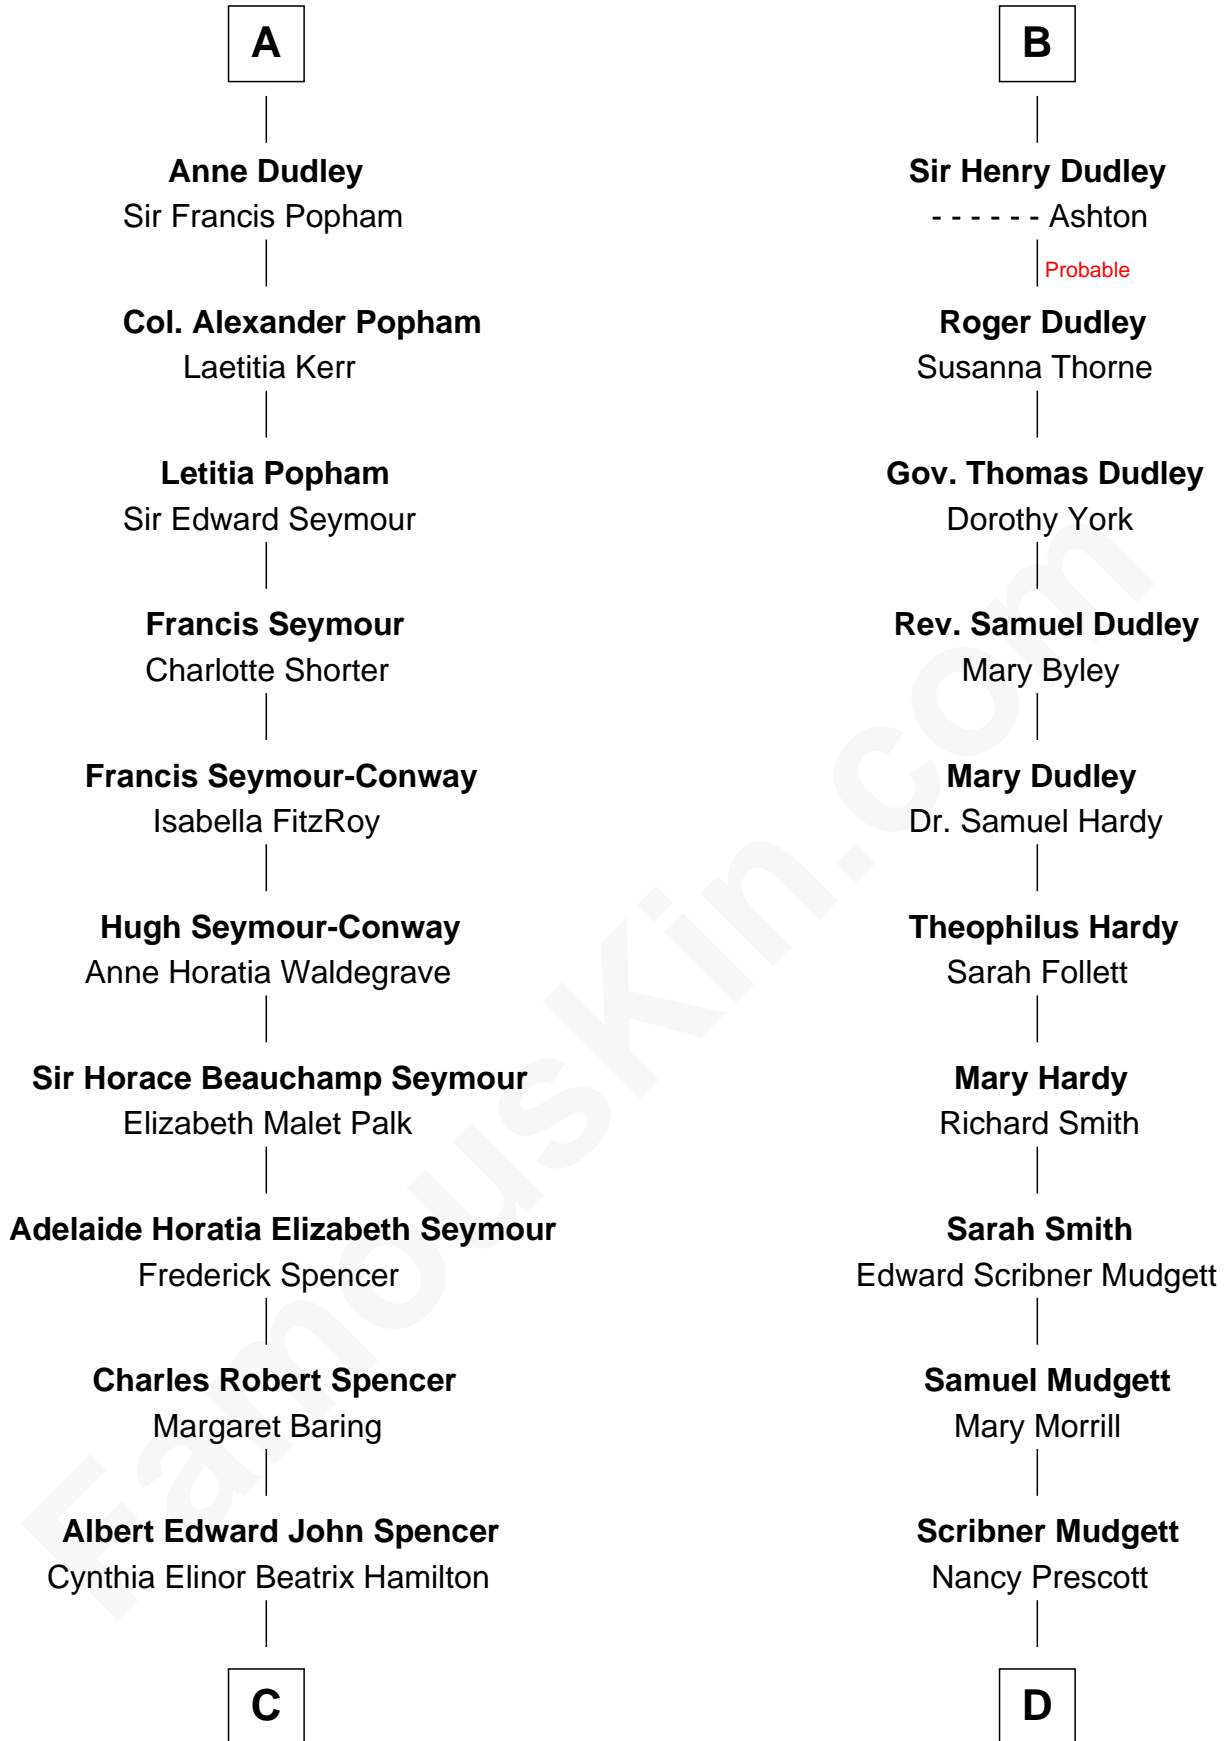 A
Anne Dudley
Sir Francis Popham
Col. Alexander Popham
Laetitia Kerr
Letitia Popham
Sir Edward Seymour
Francis Seymour
Charlotte Shorter
Francis Seymour-Conway
Isabella FitzRoy
Hugh Seymour-Conway
Anne Horatia Waldegrave
Sir Horace Beauchamp Seymour
Elizabeth Malet Palk
Adelaide Horatia Elizabeth Seymour
Frederick Spencer
Charles Robert Spencer
Margaret Baring
Albert Edward John Spencer
Cynthia Elinor Beatrix Hamilton
C
B
Sir Henry Dudley
- - - - - - Ashton
Probable
Roger Dudley
Susanna Thorne
Gov. Thomas Dudley
Dorothy York
Rev. Samuel Dudley
Mary Byley
Mary Dudley
Dr. Samuel Hardy
Theophilus Hardy
Sarah Follett
Mary Hardy
Richard Smith
Sarah Smith
Edward Scribner Mudgett
Samuel Mudgett
Mary Morrill
Scribner Mudgett
Nancy Prescott
D
FamousKin.com